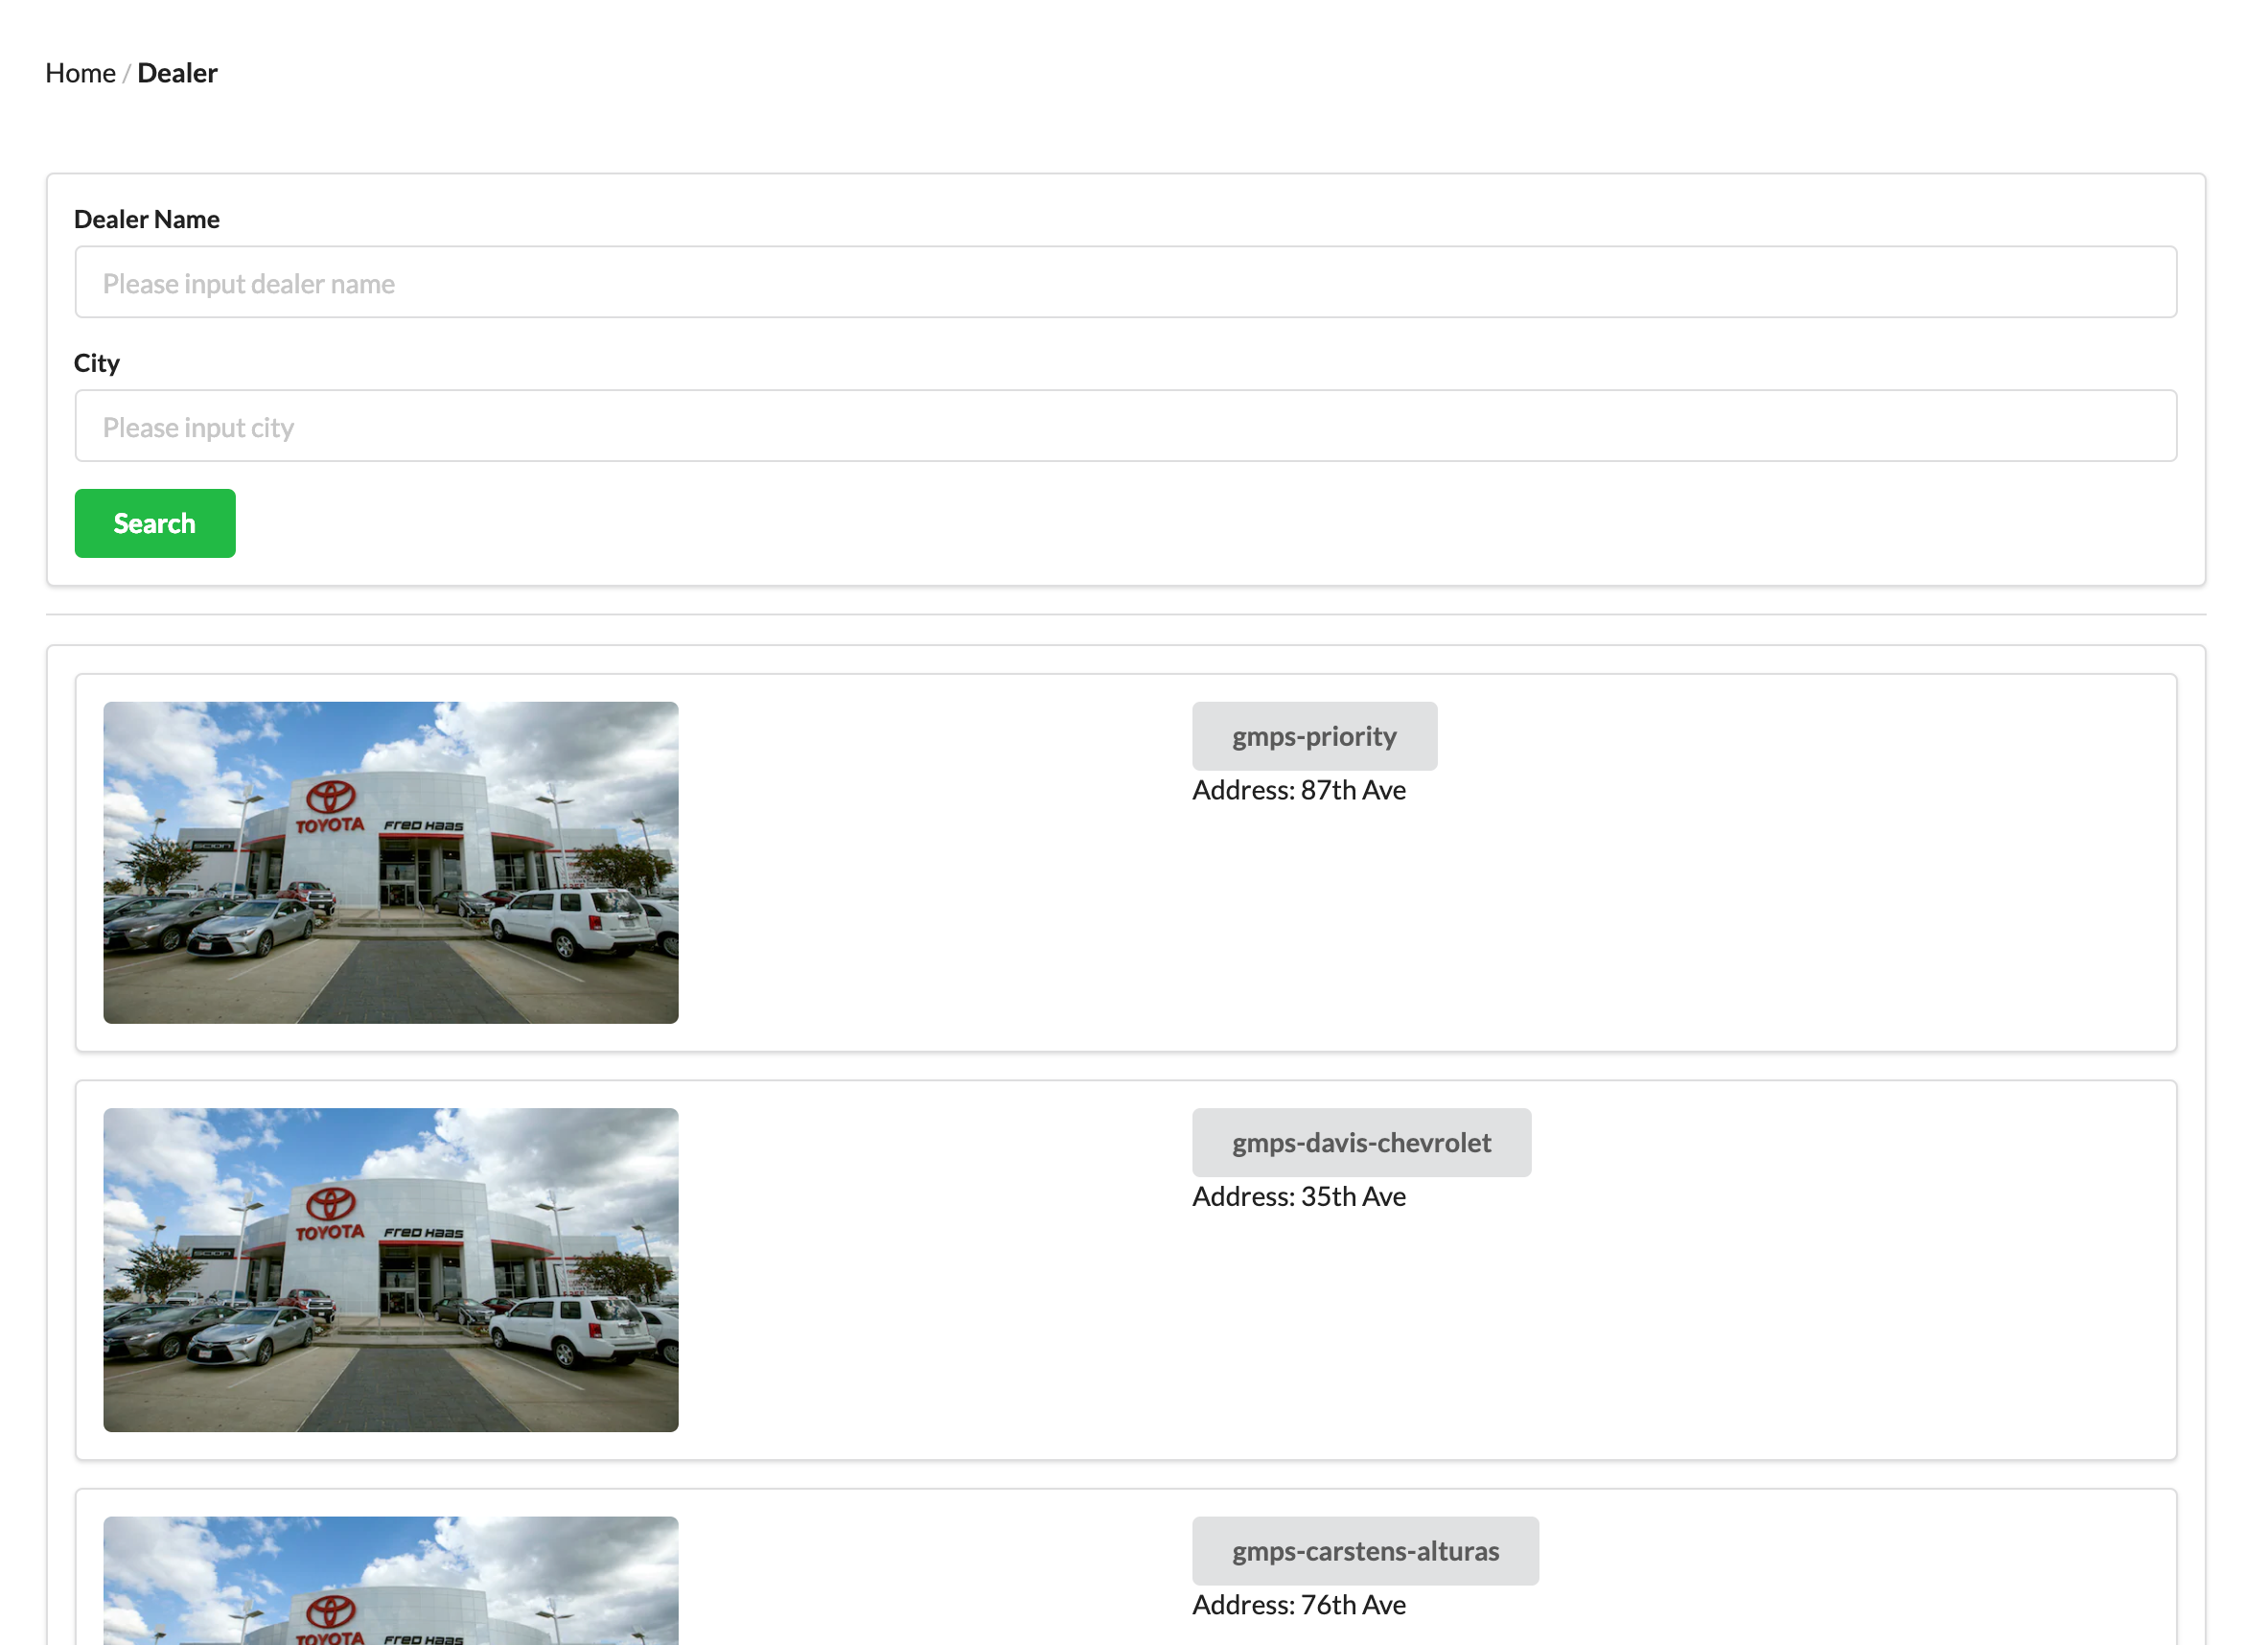 Home / Dealer
Dealer Name
Please input dealer name
City
Please input city
Search
gmps-priority
Address: 87th Ave
TOYOTA
FRED HAAS
SCION
gmps-davis-chevrolet
Address: 35th Ave
TOYOTA
FRED HAAS
SCION
gmps-carstens-alturas
Address: 76th Ave
TOYOTA
FRED HAAS